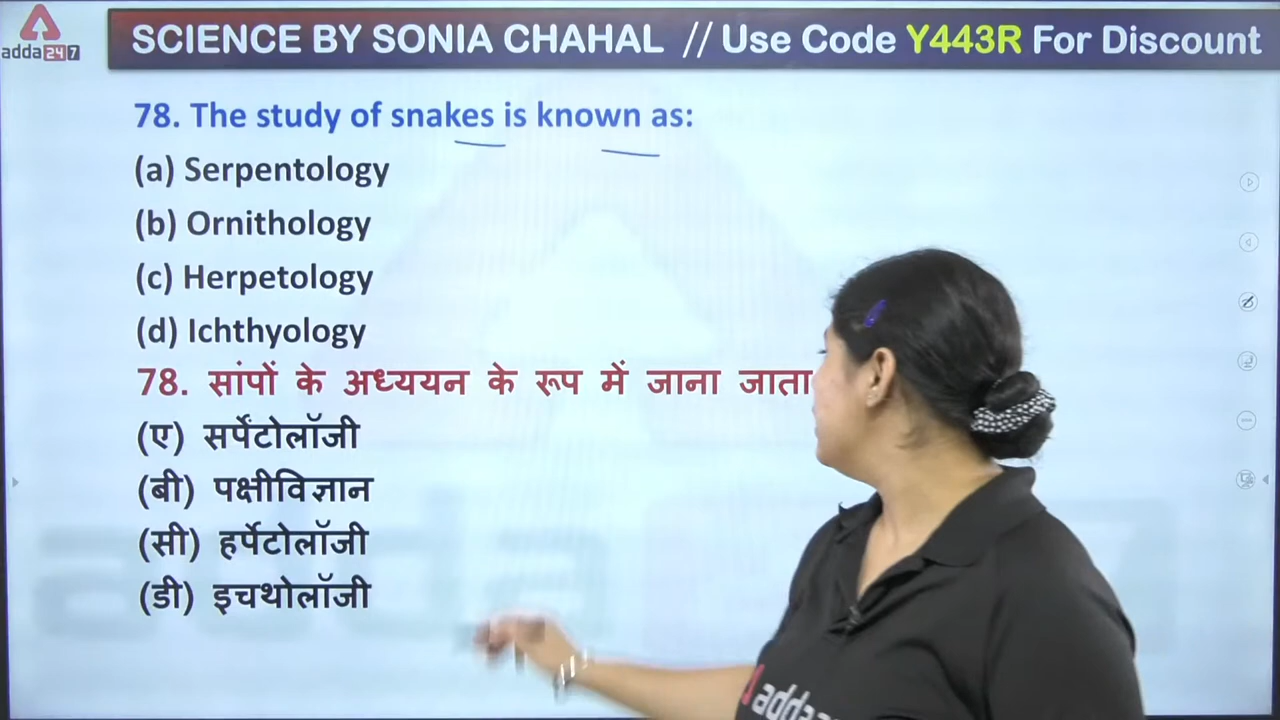 adda247
SCIENCE BY SONIA CHAHAL // Use Code Y443R For Discount
78. The study of snakes is known as:
(a) Serpentology
(b) Ornithology
(c) Herpetology
(d) Ichthyology
78. सांपों के अध्ययन के रूप में जाना जाता
(ए) सर्पेंटोलॉजी
(बी) पक्षीविज्ञान
(सी) हर्पेटोलॉजी
(डी) इचथोलॉजी
adda